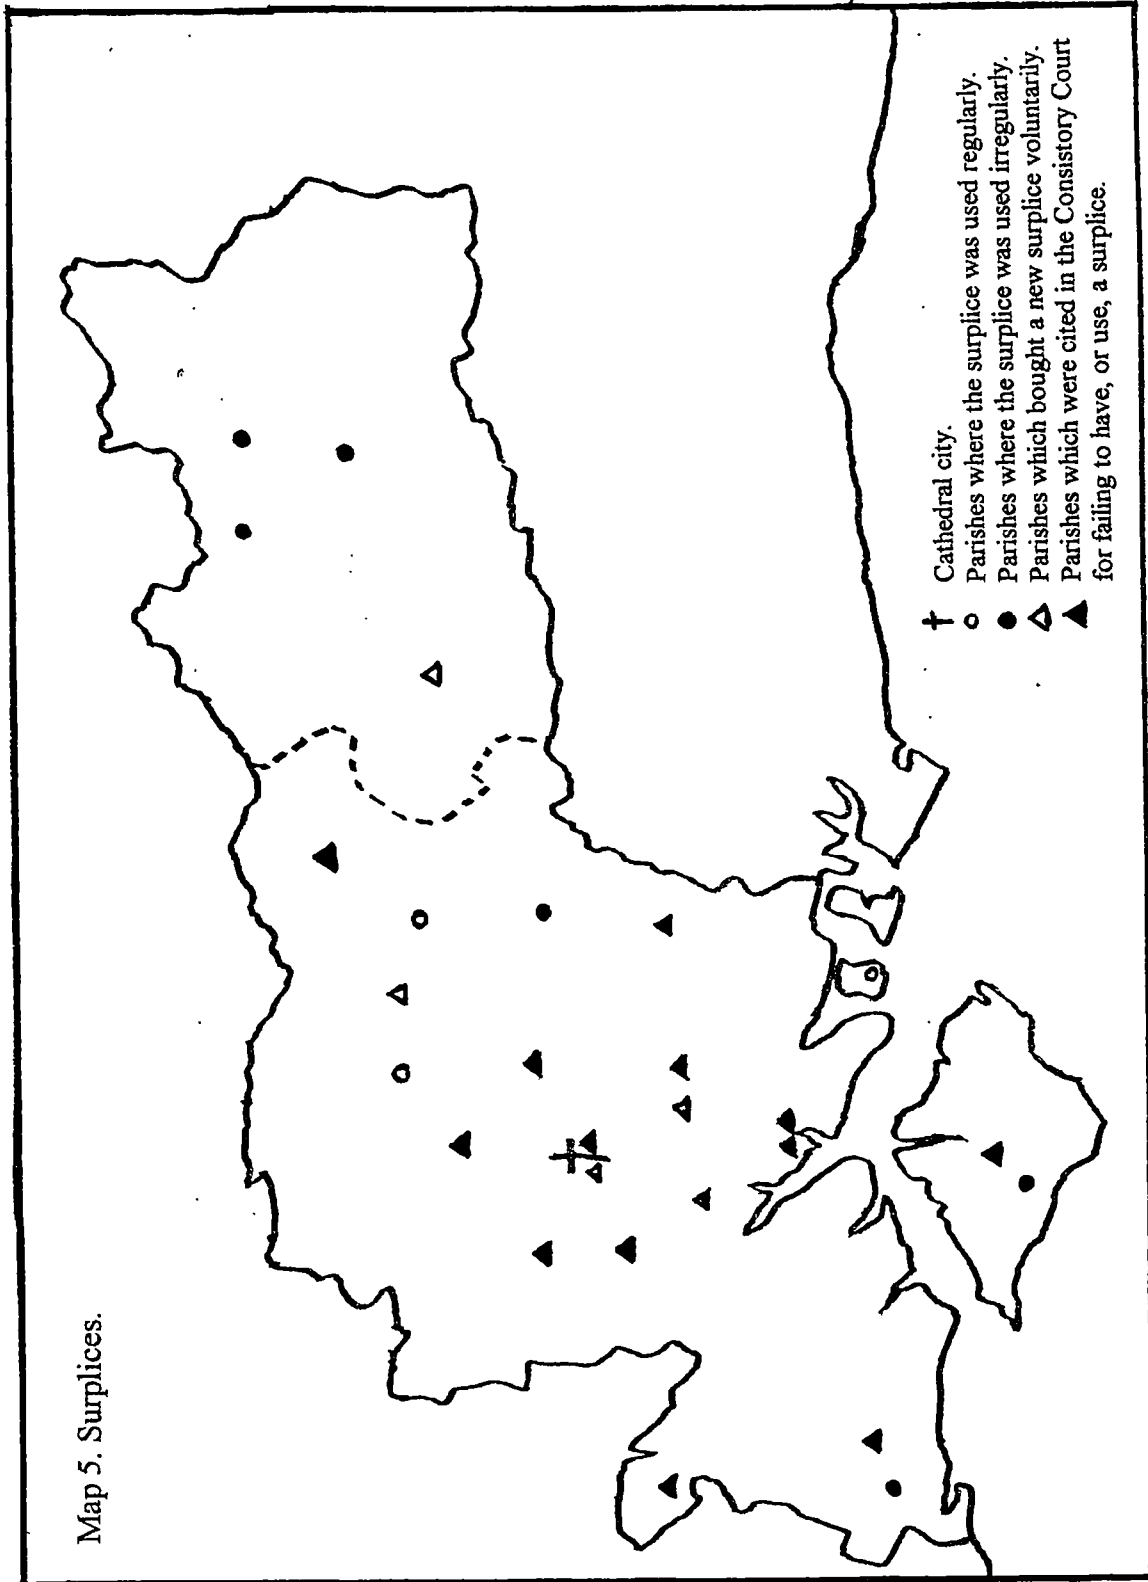 Map 5. Surplices.
Cathedral city.
Parishes where the surplice was used regularly.
Parishes where the surplice was used irregularly.
Parishes which bought a new surplice voluntarily.
Parishes which were cited in the Consistory Court
for failing to have, or use, a surplice.